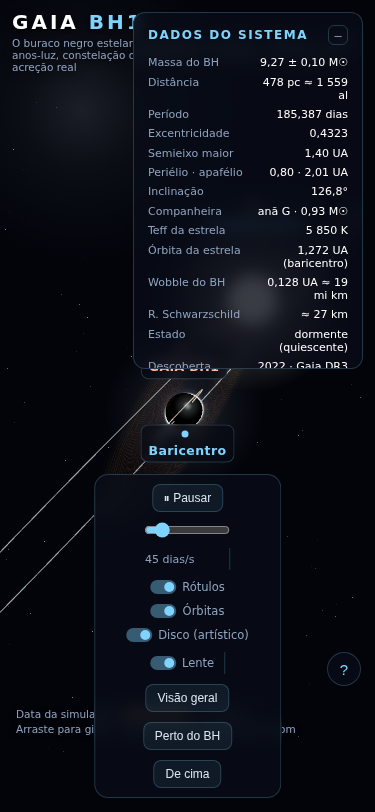 GAIA BH1
O buraco negro estelar
anos-luz, constelação
acreção real
DADOS DO SISTEMA
–
Massa do BH 9,27 ± 0,10 M☉
Distância 478 pc ≈ 1 559
al
Período 185,387 dias
Excentricidade 0,4323
Semieixo maior 1,40 UA
Periélio · apafélio 0,80 · 2,01 UA
Inclinação 126,8°
Companheira anã G · 0,93 M☉
Teff da estrela 5 850 K
Órbita da estrela 1,272 UA
(baricentro)
Wobble do BH 0,128 UA ≈ 19
mi km
R. Schwarzschild ≈ 27 km
Estado dormente
(quiescente)
Descoberta 2022 · Gaia DR3
GAIA BH1
Baricentro
⏸ Pausar
45 dias/s
Rótulos
Órbitas
Disco (artístico)
Lente
Visão geral
Perto do BH
De cima
?
Data da simula
Arraste para gi